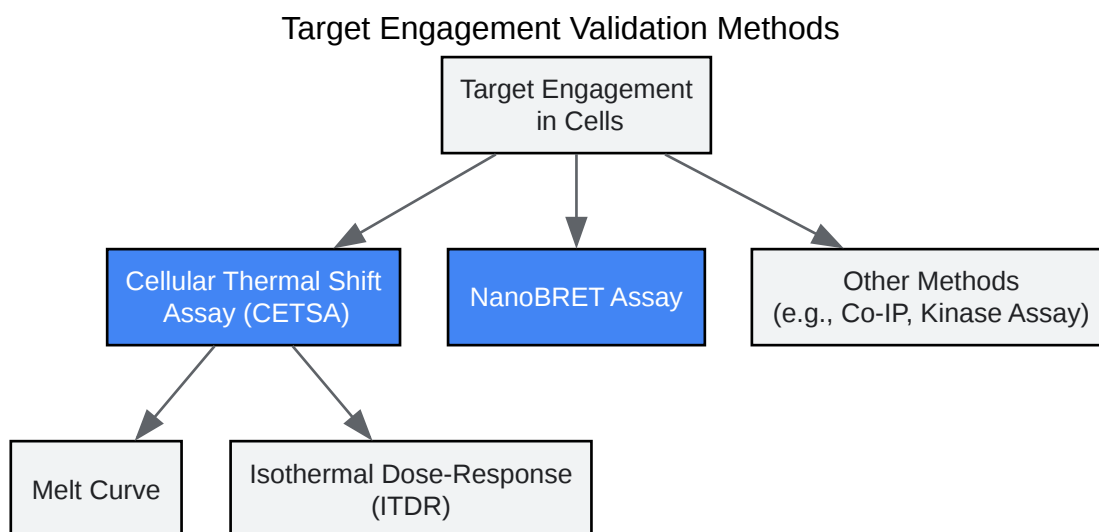 Target Engagement Validation Methods
Target Engagement
in Cells
Cellular Thermal Shift
Assay (CETSA)
NanoBRET Assay
Other Methods
(e.g., Co-IP, Kinase Assay)
Melt Curve
Isothermal Dose-Response
(ITDR)